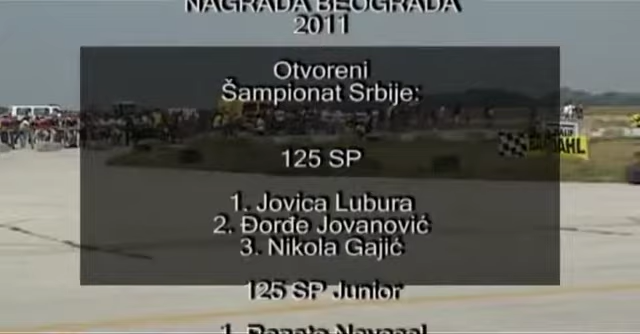 NAGRADA BEOGRADA
2011
Otvoreni
Šampionat Srbije:
125 SP
1. Jovica Lubura
2. Đorđe Jovanović
3. Nikola Gajić
125 SP Junior
1.